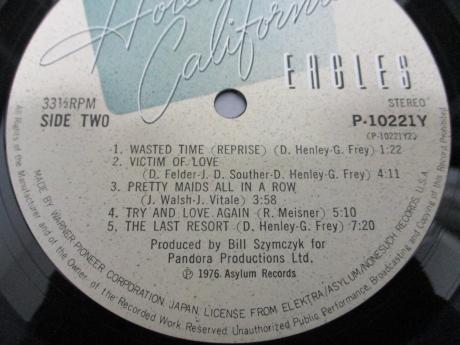 Hotel
California
EAGLES
33⅓RPM
SIDE TWO
STEREO
P-10221Y
(P-10221Y2)
1. WASTED TIME (REPRISE) (D. Henley-G. Frey) 1:22
2. VICTIM OF LOVE
(D. Felder-J. D. Souther-D. Henley-G. Frey) 4:11
3. PRETTY MAIDS ALL IN A ROW
(J. Walsh-J. Vitale) 3:58
4. TRY AND LOVE AGAIN (R. Meisner) 5:10
5. THE LAST RESORT (D. Henley-G. Frey) 7:20
Produced by Bill Szymczyk for
Pandora Productions Ltd.
Ⓟ1976 Asylum Records
MADE BY WARNER-PIONEER CORPORATION, JAPAN, LICENSE FROM ELEKTRA/ASYLUM/NONESUCH RECORDS, U.S.A.
All Rights of the Manufacturer and of the Owner of the Recorded Work Reserved. Unauthorized Public Performance, Broadcasting and Copying of this Record Prohibited.